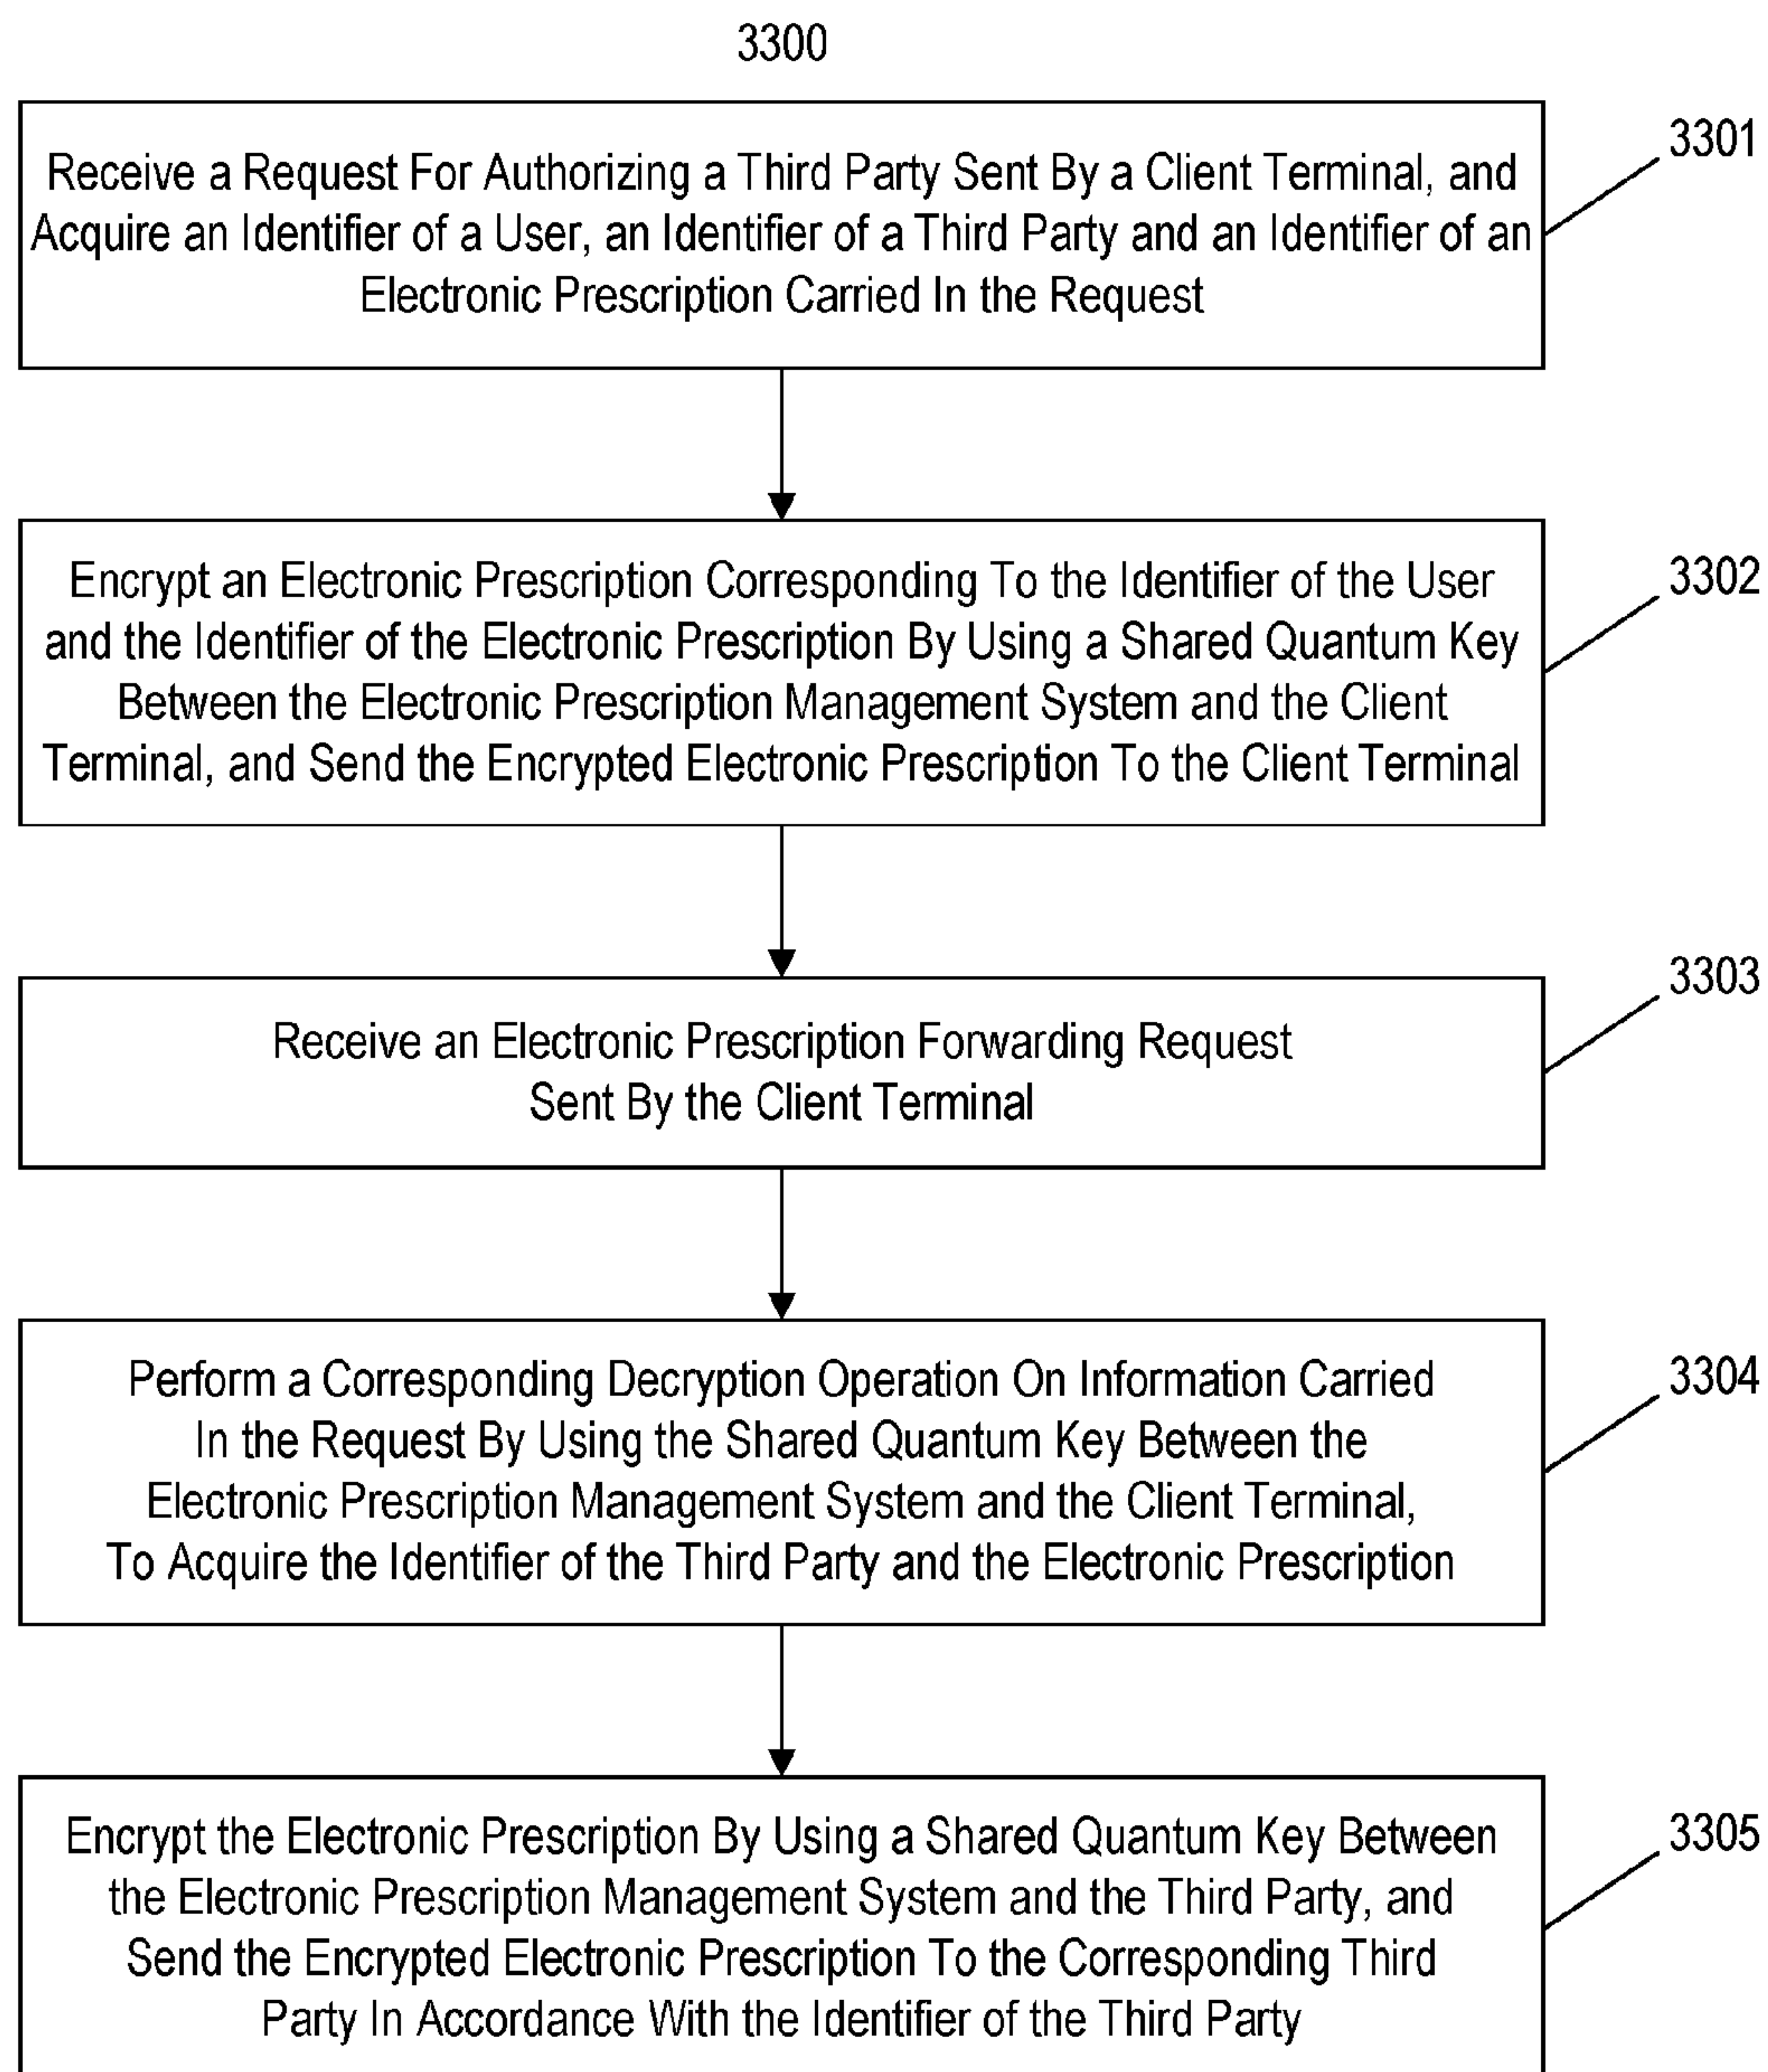 3300
Receive a Request For Authorizing a Third Party Sent By a Client Terminal, and
Acquire an Identifier of a User, an Identifier of a Third Party and an Identifier of an
Electronic Prescription Carried In the Request
3301
Encrypt an Electronic Prescription Corresponding To the Identifier of the User
and the Identifier of the Electronic Prescription By Using a Shared Quantum Key
Between the Electronic Prescription Management System and the Client
Terminal, and Send the Encrypted Electronic Prescription To the Client Terminal
3302
Receive an Electronic Prescription Forwarding Request
Sent By the Client Terminal
3303
Perform a Corresponding Decryption Operation On Information Carried
In the Request By Using the Shared Quantum Key Between the
Electronic Prescription Management System and the Client Terminal,
To Acquire the Identifier of the Third Party and the Electronic Prescription
3304
Encrypt the Electronic Prescription By Using a Shared Quantum Key Between
the Electronic Prescription Management System and the Third Party, and
Send the Encrypted Electronic Prescription To the Corresponding Third
Party In Accordance With the Identifier of the Third Party
3305